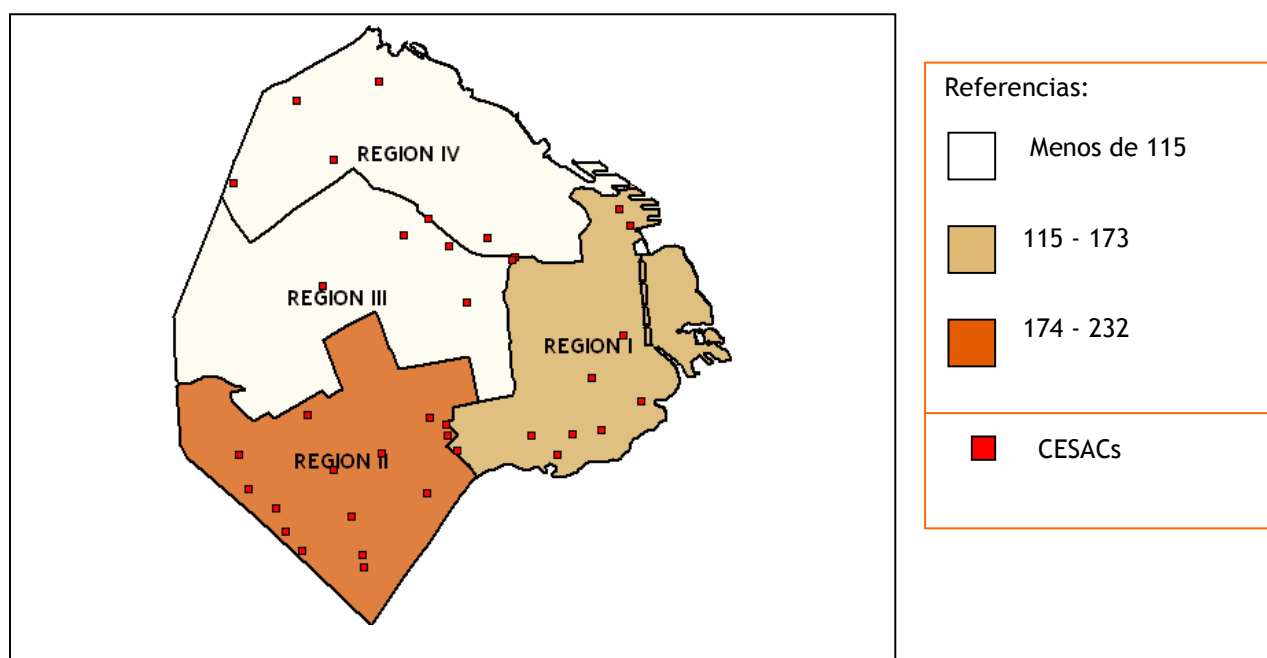 Referencias:
Menos de 115
REGION IV
115 - 173
REGION III
174 - 232
REGION I
CESACs
REGION II